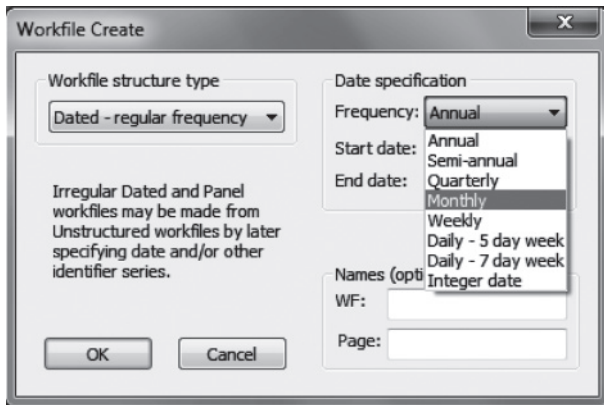 Workfile Create
x
Workfile structure type
Dated - regular frequency
Irregular Dated and Panel
workfiles may be made from
Unstructured workfiles by later
specifying date and/or other
identifier series.
OK
Cancel
Date specification
Frequency: Annual
Annual
Semi-annual
Start date:
Quarterly
End date:
Monthly
Weekly
Daily - 5 day week
Daily - 7 day week
Integer date
Names (opti
WF:
Page: